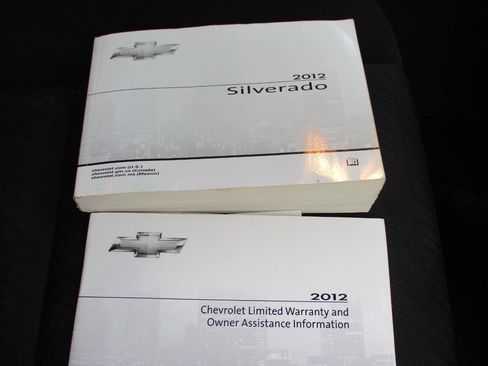 2012
Silverado
chevrolet.com (U.S.)
chevrolet.gm.ca (Canada)
chevrolet.com.mx (Mexico)
2012
Chevrolet Limited Warranty and
Owner Assistance Information